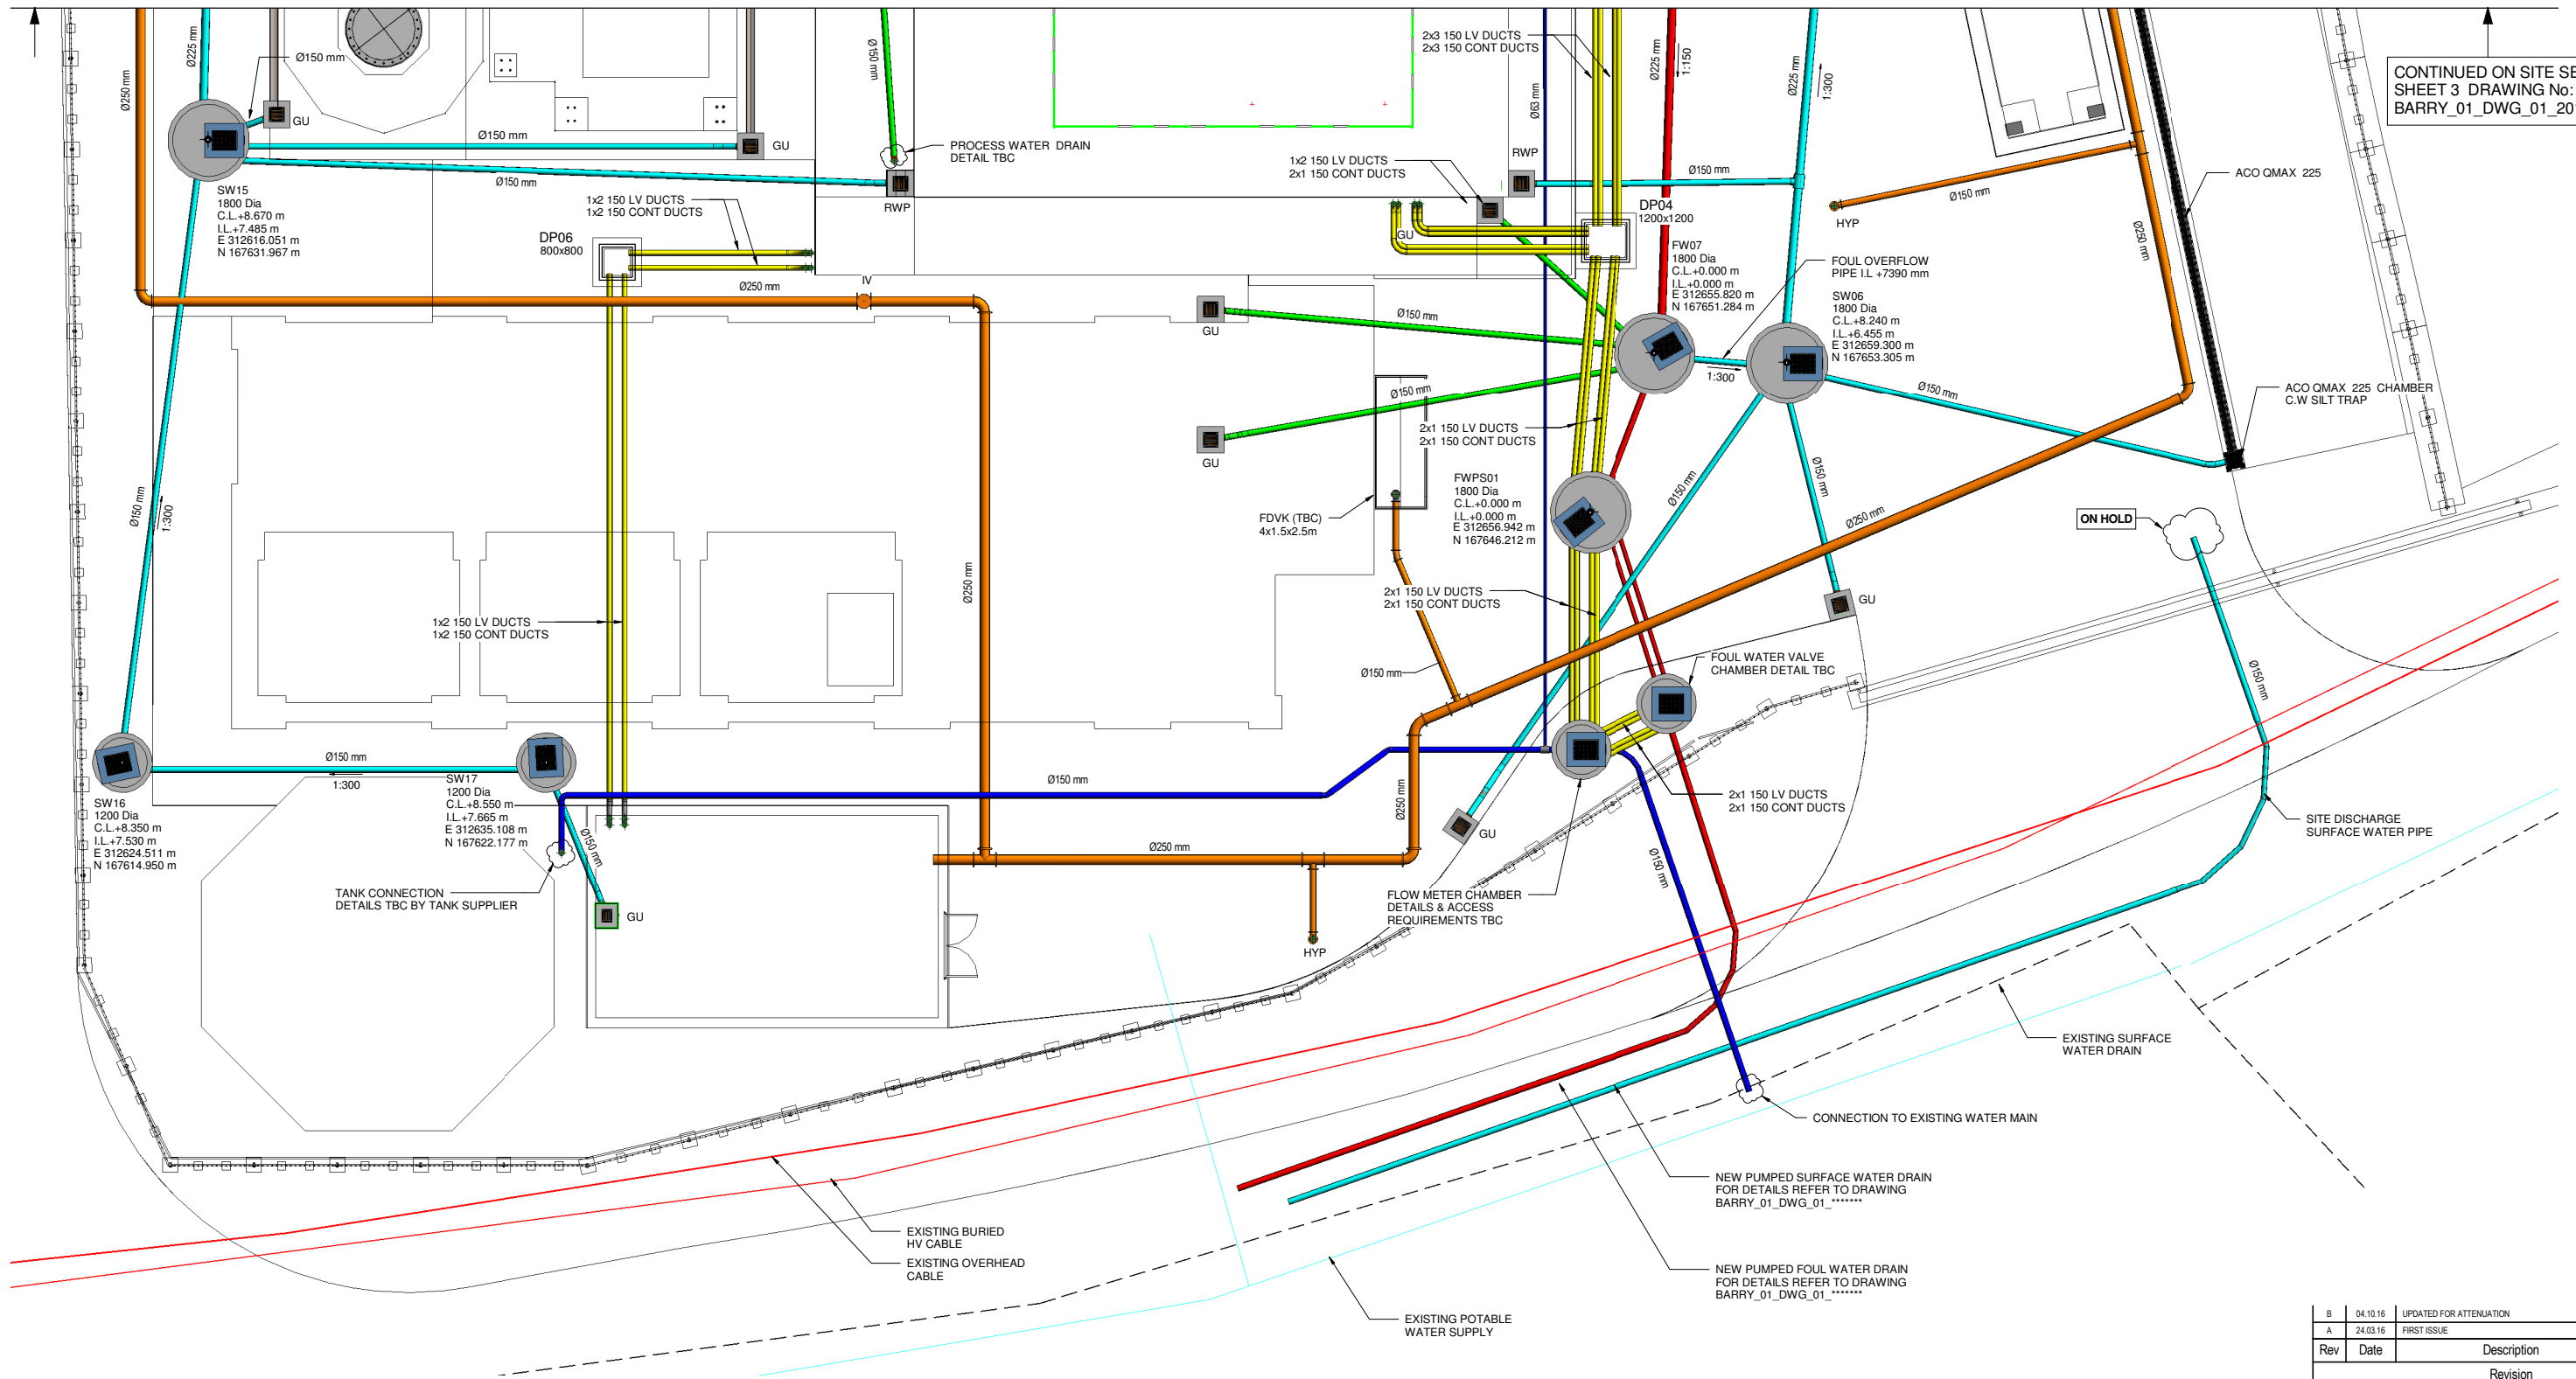 CONTINUED ON SITE SE
SHEET 3 DRAWING No:
BARRY_01_DWG_01_20
Ø250 mm
Ø225 mm
Ø150 mm
GU
Ø150 mm
GU
Ø150 mm
RWP
SW15
1800 Dia
C.L.+8.670 m
I.L.+7.485 m
E 312616.051 m
N 167631.967 m
Ø150 mm
PROCESS WATER DRAIN
DETAIL TBC
2x3 150 LV DUCTS
2x3 150 CONT DUCTS
Ø63 mm
Ø225 mm
1:150
Ø225 mm
1:300
1x2 150 LV DUCTS
2x1 150 CONT DUCTS
RWP
Ø150 mm
ACO QMAX 225
Ø150 mm
HYP
Ø250 mm
1x2 150 LV DUCTS
1x2 150 CONT DUCTS
DP06
800x800
DP04
1200x1200
GU
FW07
1800 Dia
C.L.+0.000 m
I.L.+0.000 m
E 312655.820 m
N 167651.284 m
FOUL OVERFLOW
PIPE I.L +7390 mm
SW06
1800 Dia
C.L.+8.240 m
I.L.+6.455 m
E 312659.300 m
N 167653.305 m
IV
Ø250 mm
GU
Ø150 mm
1:300
Ø150 mm
ACO QMAX 225 CHAMBER
C.W SILT TRAP
Ø150 mm
GU
2x1 150 LV DUCTS
2x1 150 CONT DUCTS
Ø150 mm
Ø150 mm
FWPS01
1800 Dia
C.L.+0.000 m
I.L.+0.000 m
E 312656.942 m
N 167646.212 m
FDVK (TBC)
4x1.5x2.5m
Ø150 mm
1:300
Ø250 mm
ON HOLD
Ø250 mm
2x1 150 LV DUCTS
2x1 150 CONT DUCTS
GU
1x2 150 LV DUCTS
1x2 150 CONT DUCTS
Ø150 mm
FOUL WATER VALVE
CHAMBER DETAIL TBC
Ø150 mm
Ø150 mm
1:300
SW16
1200 Dia
C.L.+8.350 m
I.L.+7.530 m
E 312624.511 m
N 167614.950 m
SW17
1200 Dia
C.L.+8.550 m
I.L.+7.665 m
E 312635.108 m
N 167622.177 m
Ø150 mm
Ø150 mm
Ø250 mm
GU
2x1 150 LV DUCTS
2x1 150 CONT DUCTS
SITE DISCHARGE
SURFACE WATER PIPE
Ø250 mm
Ø150 mm
TANK CONNECTION
DETAILS TBC BY TANK SUPPLIER
GU
FLOW METER CHAMBER
DETAILS & ACCESS
REQUIREMENTS TBC
HYP
EXISTING SURFACE
WATER DRAIN
CONNECTION TO EXISTING WATER MAIN
NEW PUMPED SURFACE WATER DRAIN
FOR DETAILS REFER TO DRAWING
BARRY_01_DWG_01_*******
EXISTING BURIED
HV CABLE
EXISTING OVERHEAD
CABLE
NEW PUMPED FOUL WATER DRAIN
FOR DETAILS REFER TO DRAWING
BARRY_01_DWG_01_*******
EXISTING POTABLE
WATER SUPPLY
B 04.10.16 UPDATED FOR ATTENUATION
A 24.03.16 FIRST ISSUE
Rev Date Description
Revision